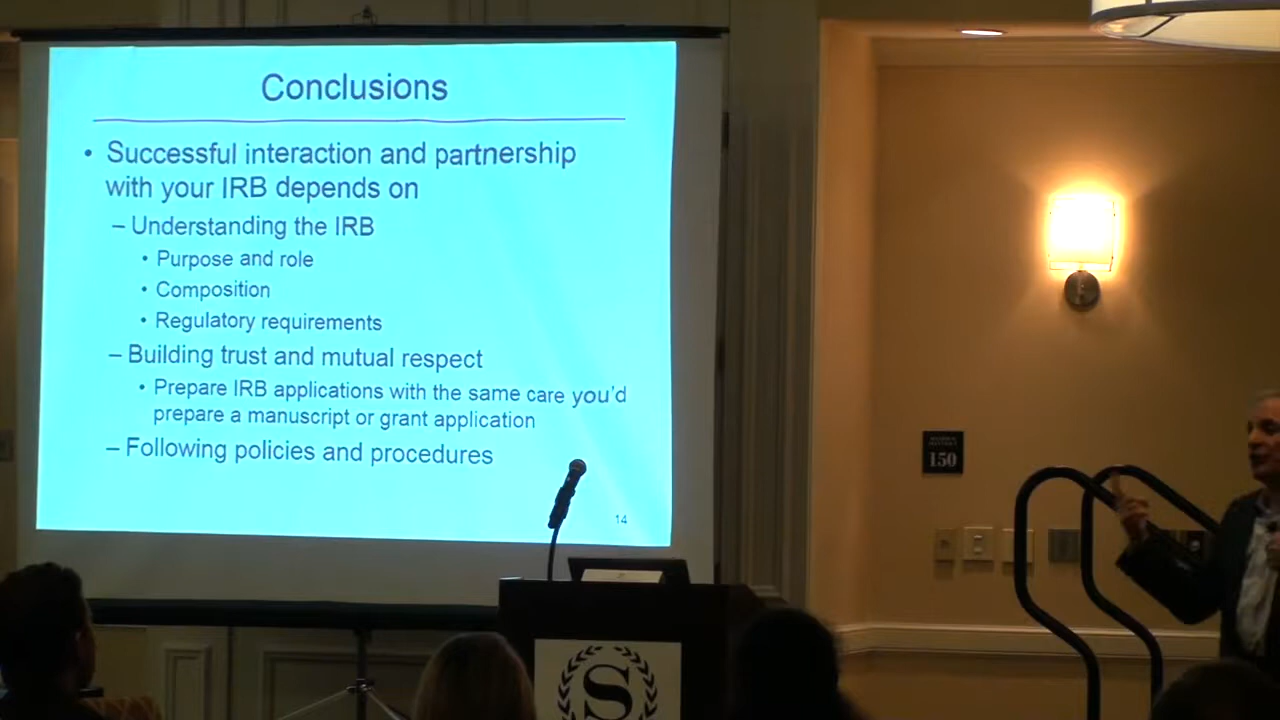 Conclusions
• Successful interaction and partnership
with your IRB depends on
– Understanding the IRB
• Purpose and role
• Composition
• Regulatory requirements
– Building trust and mutual respect
• Prepare IRB applications with the same care you'd
prepare a manuscript or grant application
– Following policies and procedures
14
150
S